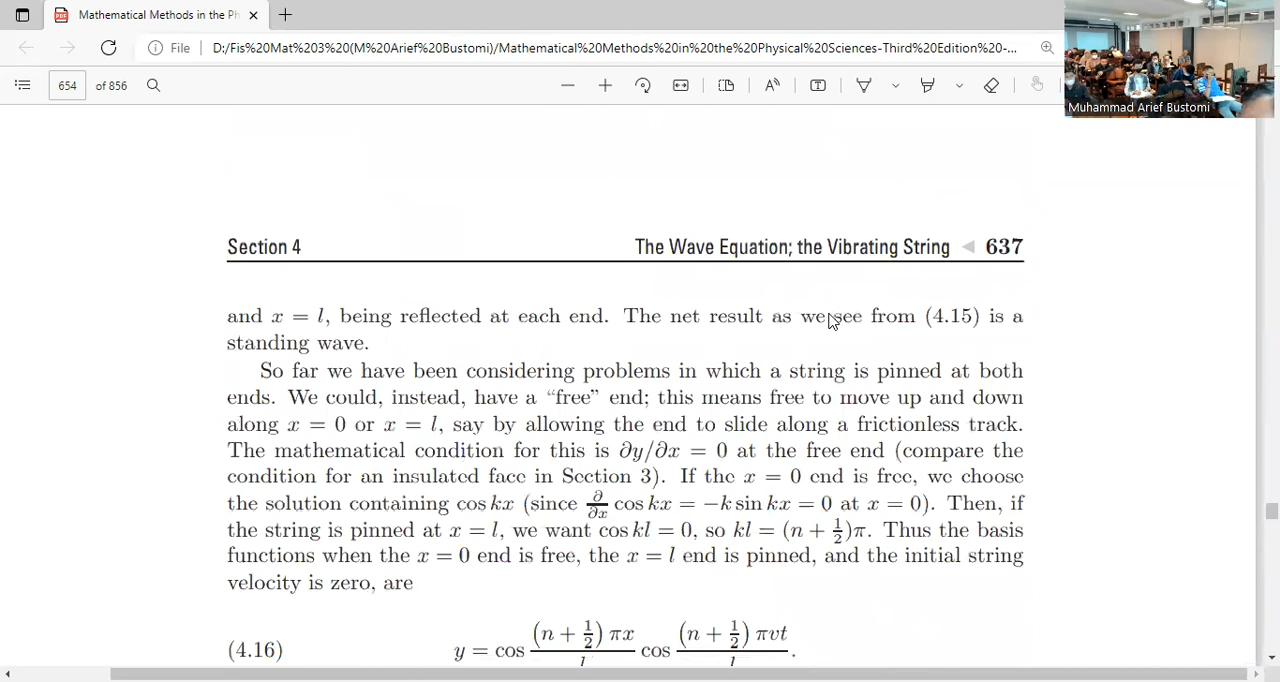 Mathematical Methods in the Ph
File
D:/Fis%20Mat%203%20(M%20Arief%20Bustomi)/Mathematical%20Methods%20in%20the%20Physical%20Sciences-Third%20Edition%20-...
654 of 856
Muhammad Arief Bustomi
Section 4 The Wave Equation; the Vibrating String ◀ 637
and x = l, being reflected at each end. The net result as we see from (4.15) is a
standing wave.
So far we have been considering problems in which a string is pinned at both
ends. We could, instead, have a “free” end; this means free to move up and down
along x = 0 or x = l, say by allowing the end to slide along a frictionless track.
The mathematical condition for this is ∂y/∂x = 0 at the free end (compare the
condition for an insulated face in Section 3). If the x = 0 end is free, we choose
the solution containing cos kx (since ∂/∂x cos kx = −k sin kx = 0 at x = 0). Then, if
the string is pinned at x = l, we want cos kl = 0, so kl = (n + 1/2)π. Thus the basis
functions when the x = 0 end is free, the x = l end is pinned, and the initial string
velocity is zero, are
(4.16) y = cos (n + 1/2) πx / l cos (n + 1/2) πvt / l .